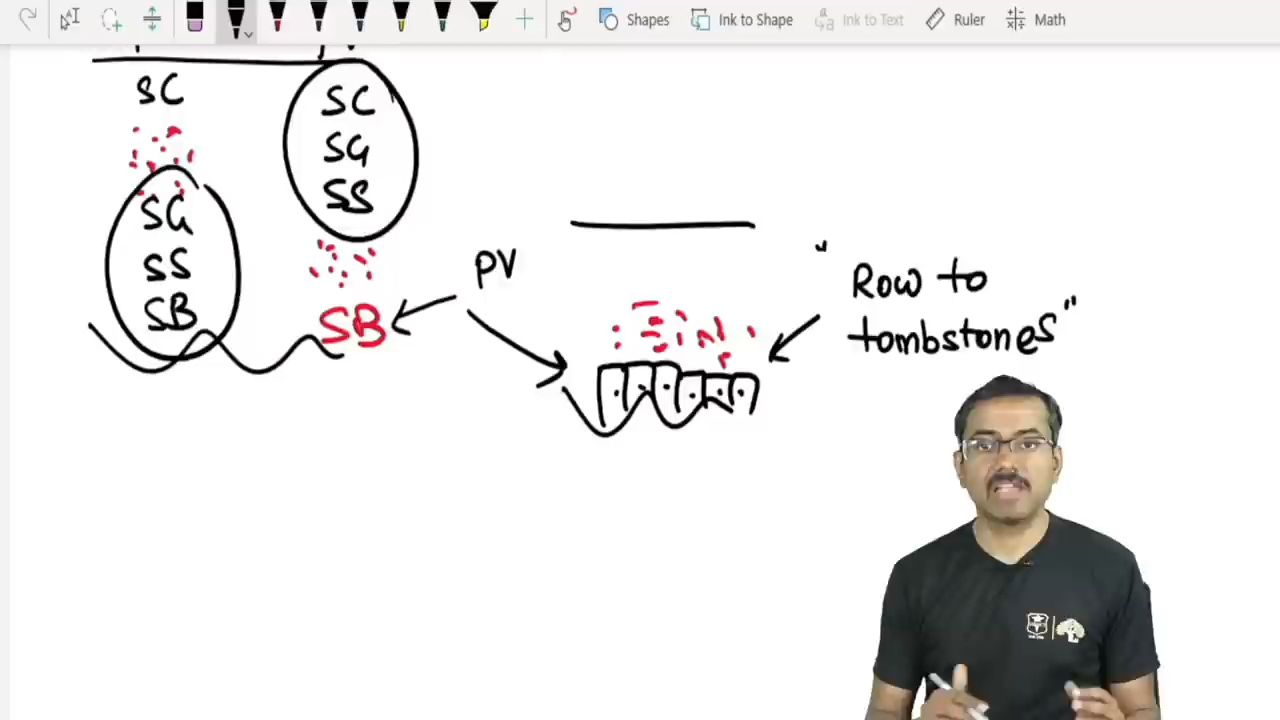 Shapes
Ink to Shape
Ink to Text
Ruler
Math
SC
SG
SS
SB
SC
SG
SS
SB
PV
"Row to
tombstones"